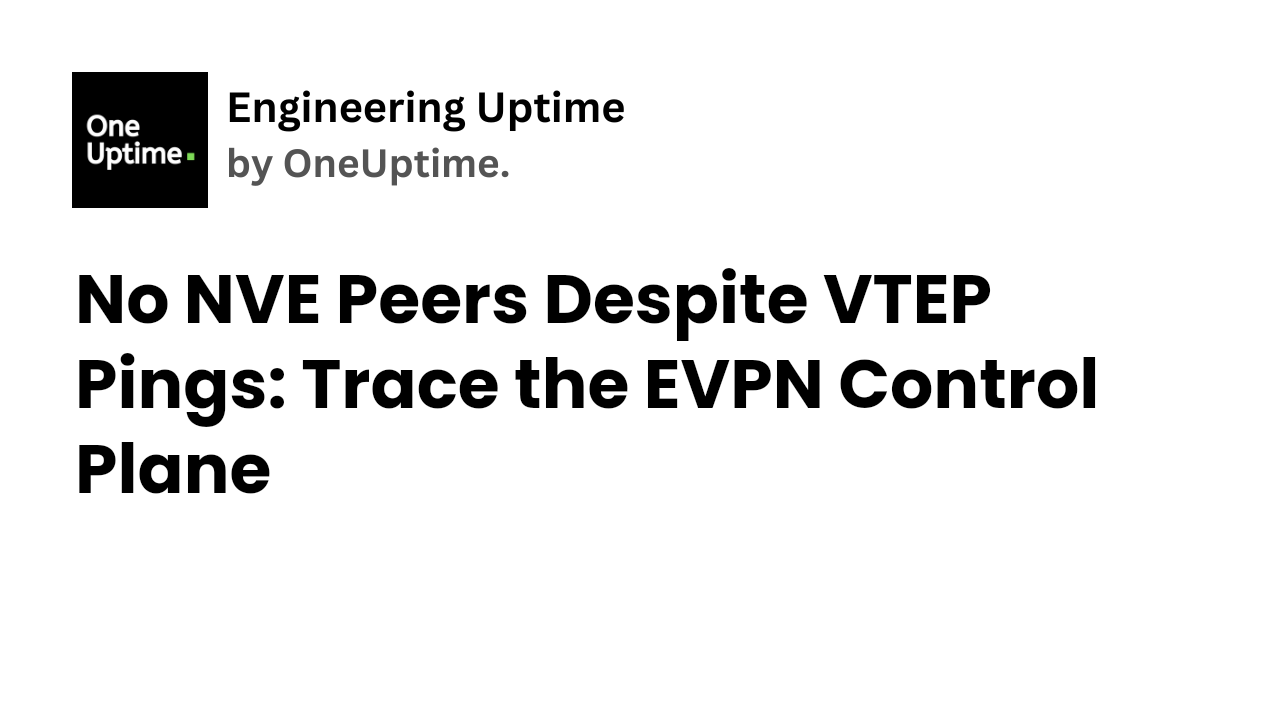 One
Uptime
Engineering Uptime
by OneUptime.
No NVE Peers Despite VTEP
Pings: Trace the EVPN Control
Plane